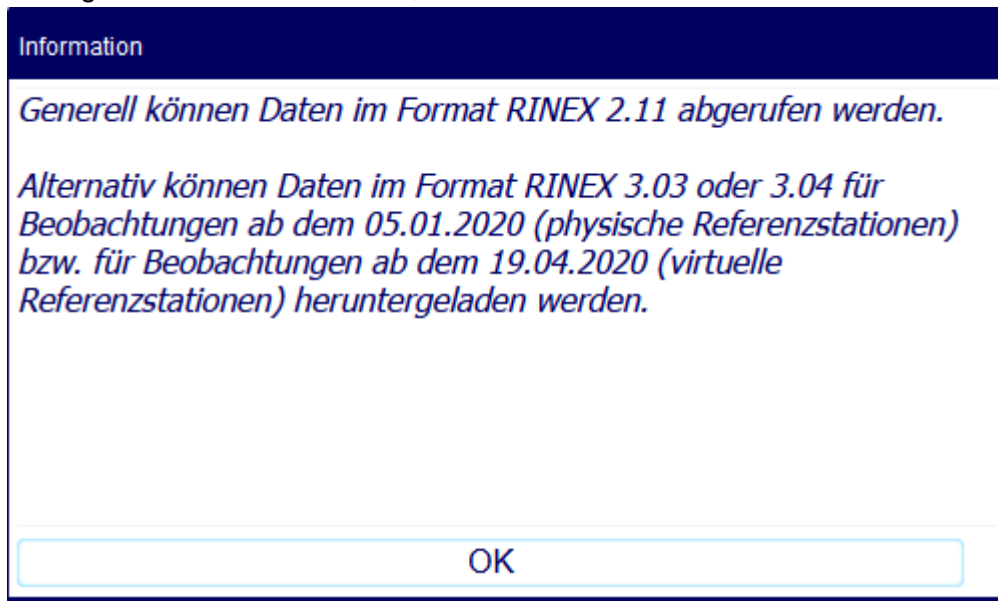 Information
Generell können Daten im Format RINEX 2.11 abgerufen werden.
Alternativ können Daten im Format RINEX 3.03 oder 3.04 für
Beobachtungen ab dem 05.01.2020 (physische Referenzstationen)
bzw. für Beobachtungen ab dem 19.04.2020 (virtuelle
Referenzstationen) heruntergeladen werden.
OK